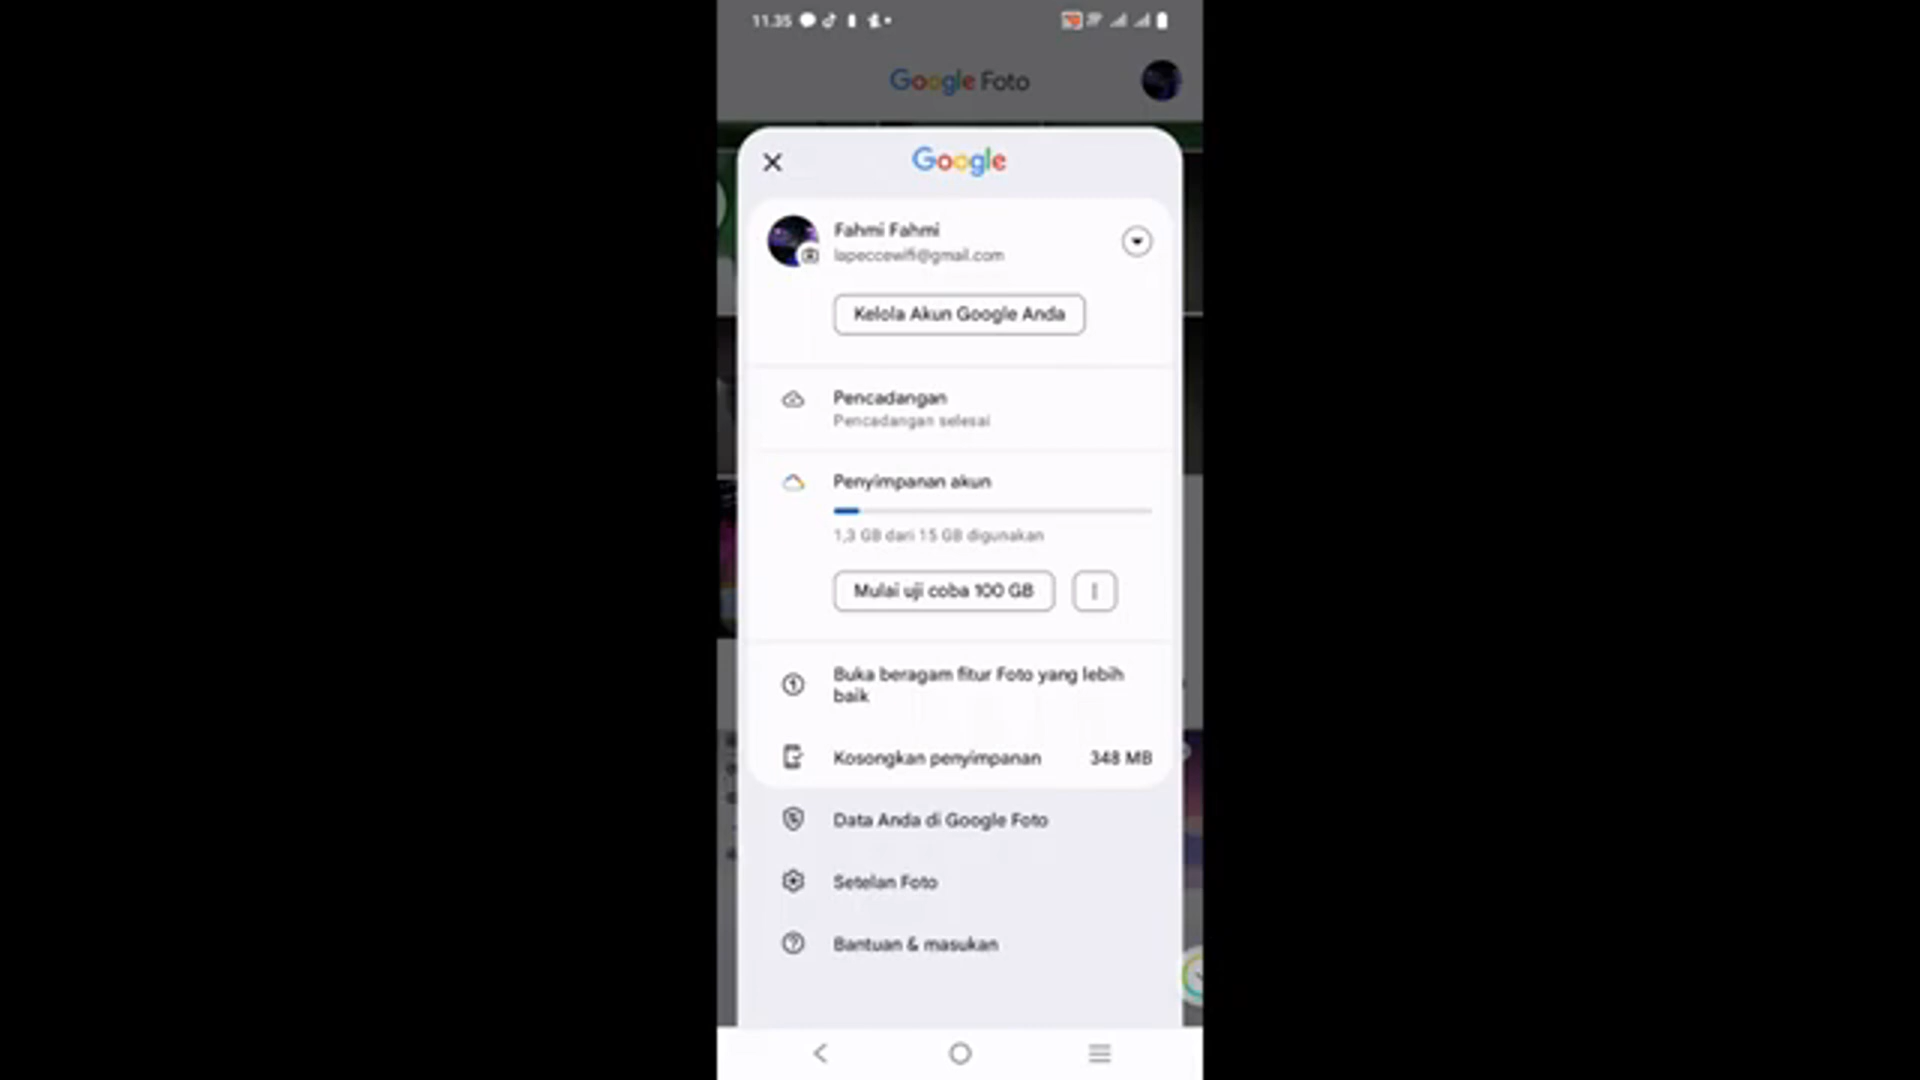 11.35
Google Foto
Google
Fahmi Fahmi
lapeccewifi@gmail.com
Kelola Akun Google Anda
Pencadangan
Pencadangan selesai
Penyimpanan akun
1,3 GB dari 15 GB digunakan
Mulai uji coba 100 GB
Buka beragam fitur Foto yang lebih
baik
Kosongkan penyimpanan 348 MB
Data Anda di Google Foto
Setelan Foto
Bantuan & masukan